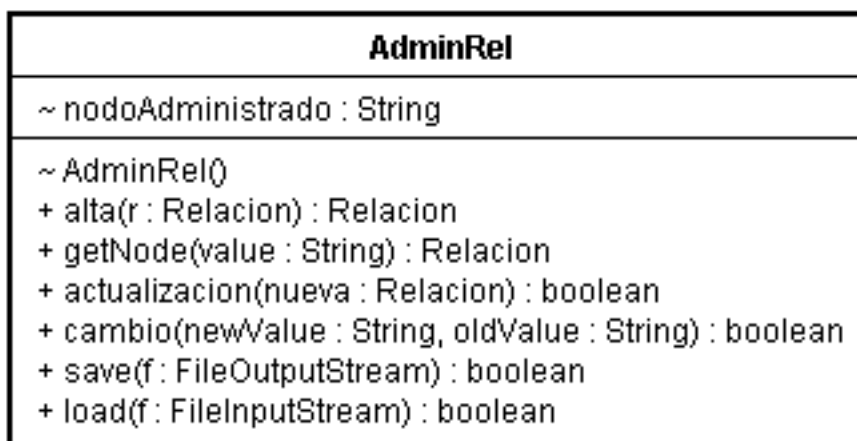 AdminRel
~ nodoAdministrado : String
~ AdminRel()
+ alta(r : Relacion) : Relacion
+ getNode(value : String) : Relacion
+ actualizacion(nueva : Relacion) : boolean
+ cambio(newValue : String, oldValue : String) : boolean
+ save(f : FileOutputStream) : boolean
+ load(f : FileInputStream) : boolean